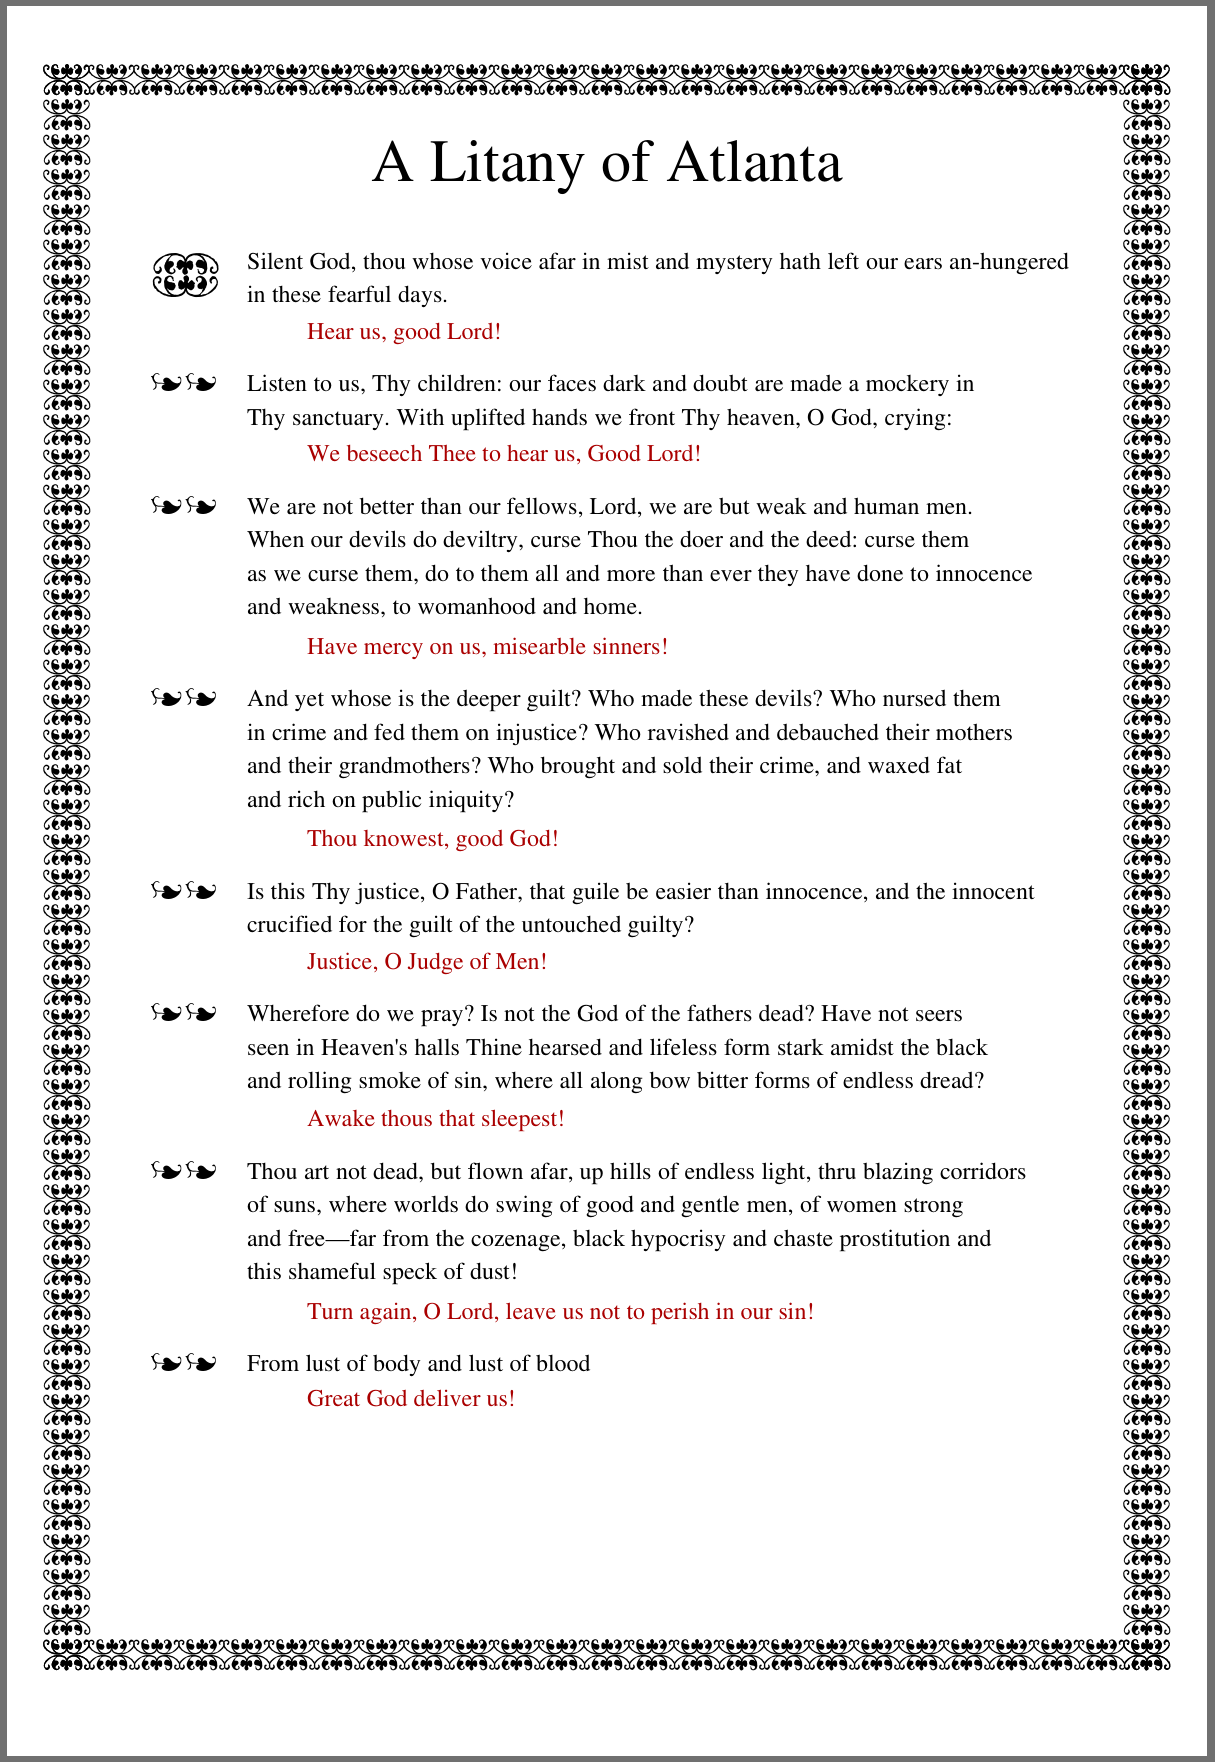 A Litany of Atlanta
Silent God, thou whose voice afar in mist and mystery hath left our ears an-hungered
in these fearful days.
Hear us, good Lord!
Listen to us, Thy children: our faces dark and doubt are made a mockery in
Thy sanctuary. With uplifted hands we front Thy heaven, O God, crying:
We beseech Thee to hear us, Good Lord!
We are not better than our fellows, Lord, we are but weak and human men.
When our devils do deviltry, curse Thou the doer and the deed: curse them
as we curse them, do to them all and more than ever they have done to innocence
and weakness, to womanhood and home.
Have mercy on us, misearble sinners!
And yet whose is the deeper guilt? Who made these devils? Who nursed them
in crime and fed them on injustice? Who ravished and debauched their mothers
and their grandmothers? Who brought and sold their crime, and waxed fat
and rich on public iniquity?
Thou knowest, good God!
Is this Thy justice, O Father, that guile be easier than innocence, and the innocent
crucified for the guilt of the untouched guilty?
Justice, O Judge of Men!
Wherefore do we pray? Is not the God of the fathers dead? Have not seers
seen in Heaven's halls Thine hearsed and lifeless form stark amidst the black
and rolling smoke of sin, where all along bow bitter forms of endless dread?
Awake thous that sleepest!
Thou art not dead, but flown afar, up hills of endless light, thru blazing corridors
of suns, where worlds do swing of good and gentle men, of women strong
and free—far from the cozenage, black hypocrisy and chaste prostitution and
this shameful speck of dust!
Turn again, O Lord, leave us not to perish in our sin!
From lust of body and lust of blood
Great God deliver us!